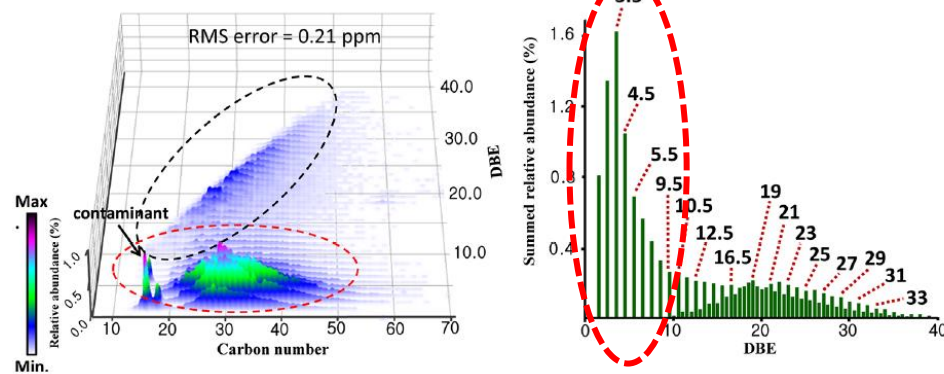 RMS error = 0.21 ppm
40.0
30.0
20.0
10.0
DBE
contaminant
Max
Min.
Relative abundance (%)
1.0
0.5
0.0
10 20 30 40 50 60 70
Carbon number
Summed relative abundance (%)
1.6
1.2
0.8
0.4
4.5
5.5
9.5
10.5
12.5
16.5
19
21
23
25
27
29
31
33
0 10 20 30 40
DBE